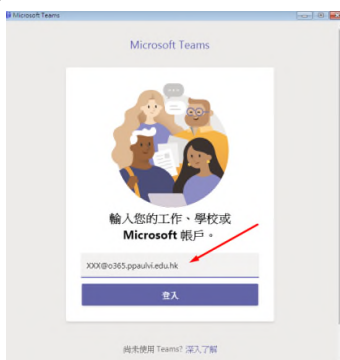 Microsoft Teams
Microsoft Teams
輸入您的工作、學校或
Microsoft 帳戶。
XXX@o365.ppaulvi.edu.hk
登入
尚未使用 Teams? 深入了解